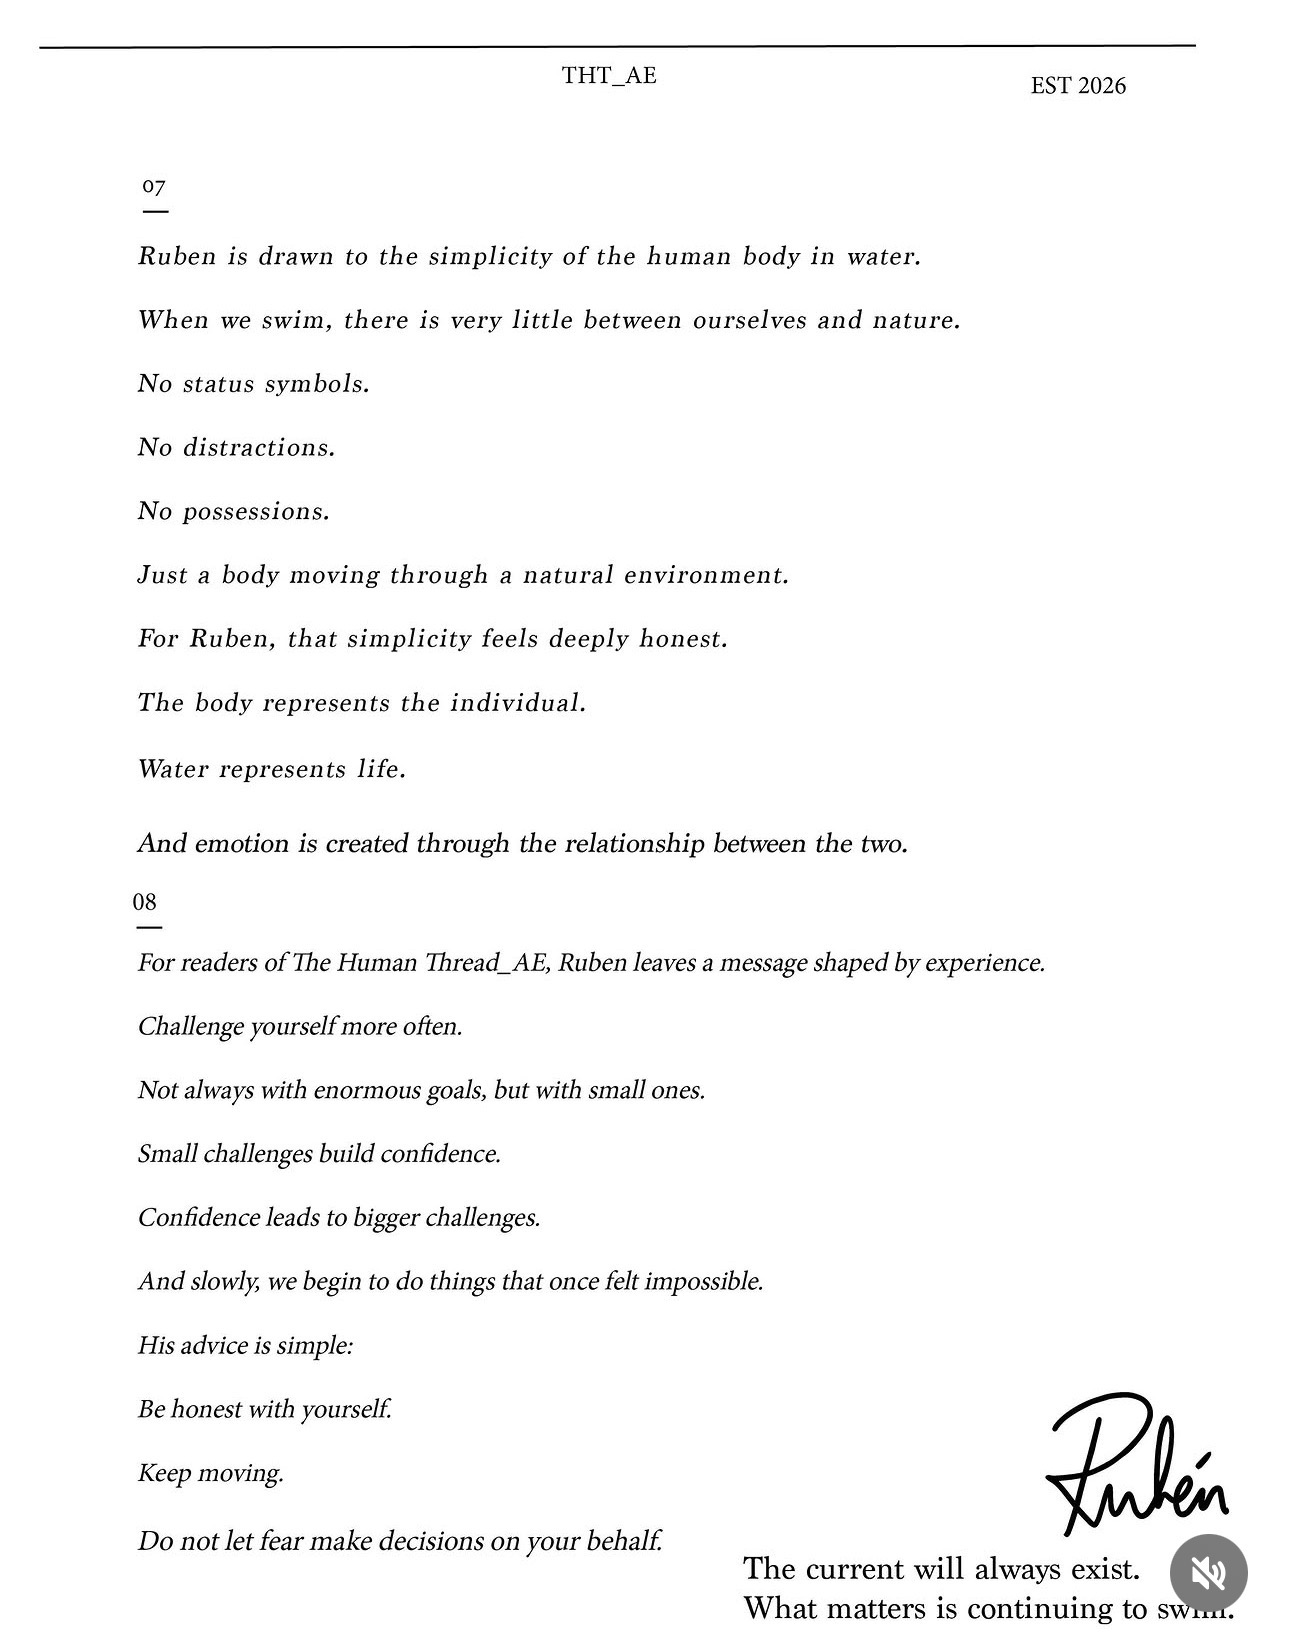 THT_AE
EST 2026
07
Ruben is drawn to the simplicity of the human body in water.
When we swim, there is very little between ourselves and nature.
No status symbols.
No distractions.
No possessions.
Just a body moving through a natural environment.
For Ruben, that simplicity feels deeply honest.
The body represents the individual.
Water represents life.
And emotion is created through the relationship between the two.
08
For readers of The Human Thread_AE, Ruben leaves a message shaped by experience.
Challenge yourself more often.
Not always with enormous goals, but with small ones.
Small challenges build confidence.
Confidence leads to bigger challenges.
And slowly, we begin to do things that once felt impossible.
His advice is simple:
Be honest with yourself.
Keep moving.
Do not let fear make decisions on your behalf.
Rubén
The current will always exist.
What matters is continuing to swim.